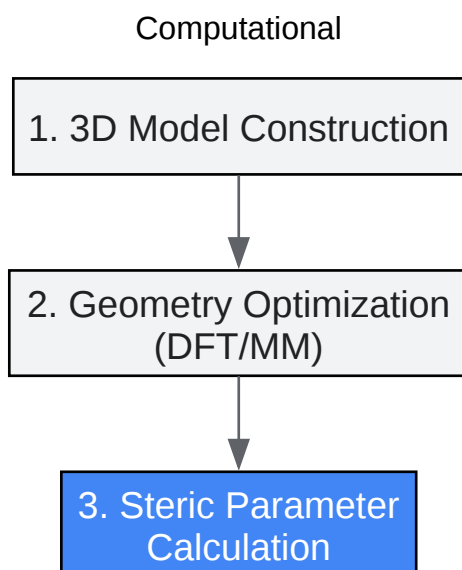 Computational
1. 3D Model Construction
2. Geometry Optimization
(DFT/MM)
3. Steric Parameter
Calculation